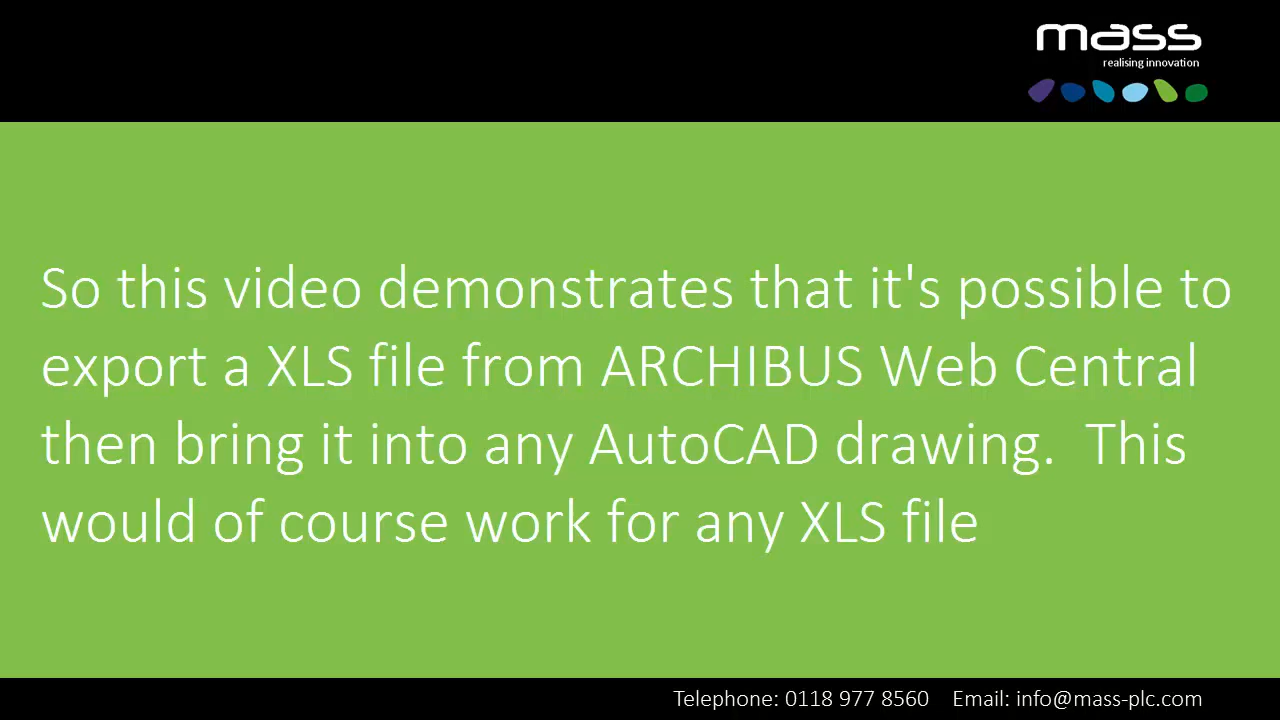 mass
realising innovation
So this video demonstrates that it's possible to
export a XLS file from ARCHIBUS Web Central
then bring it into any AutoCAD drawing.  This
would of course work for any XLS file
Telephone: 0118 977 8560    Email: info@mass-plc.com